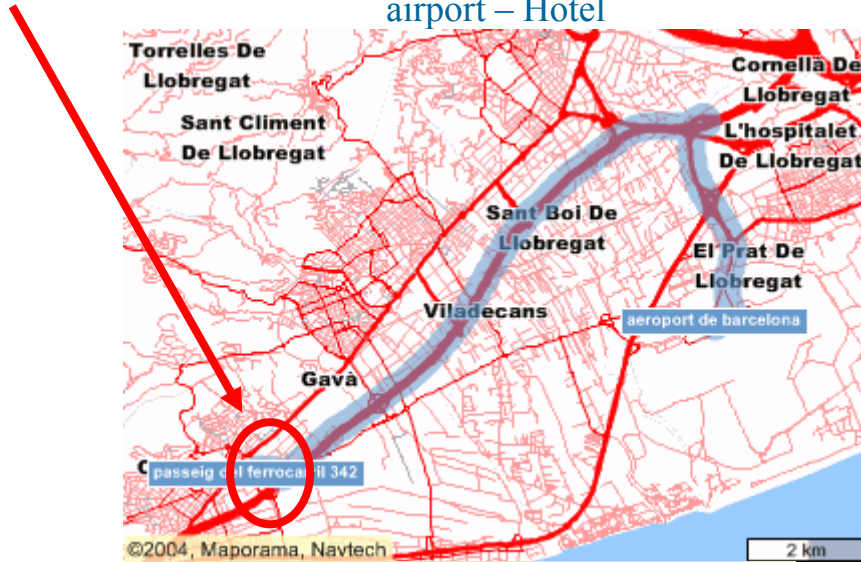 airport – Hotel
Torrelles De
Llobregat
Cornellà De
Llobregat
Sant Climent
De Llobregat
L'hospitalet
De Llobregat
Sant Boi De
Llobregat
El Prat De
Llobregat
Viladecans
aeroport de barcelona
Gavà
passeig del ferrocarril 342
©2004, Maporama, Navtech
2 km